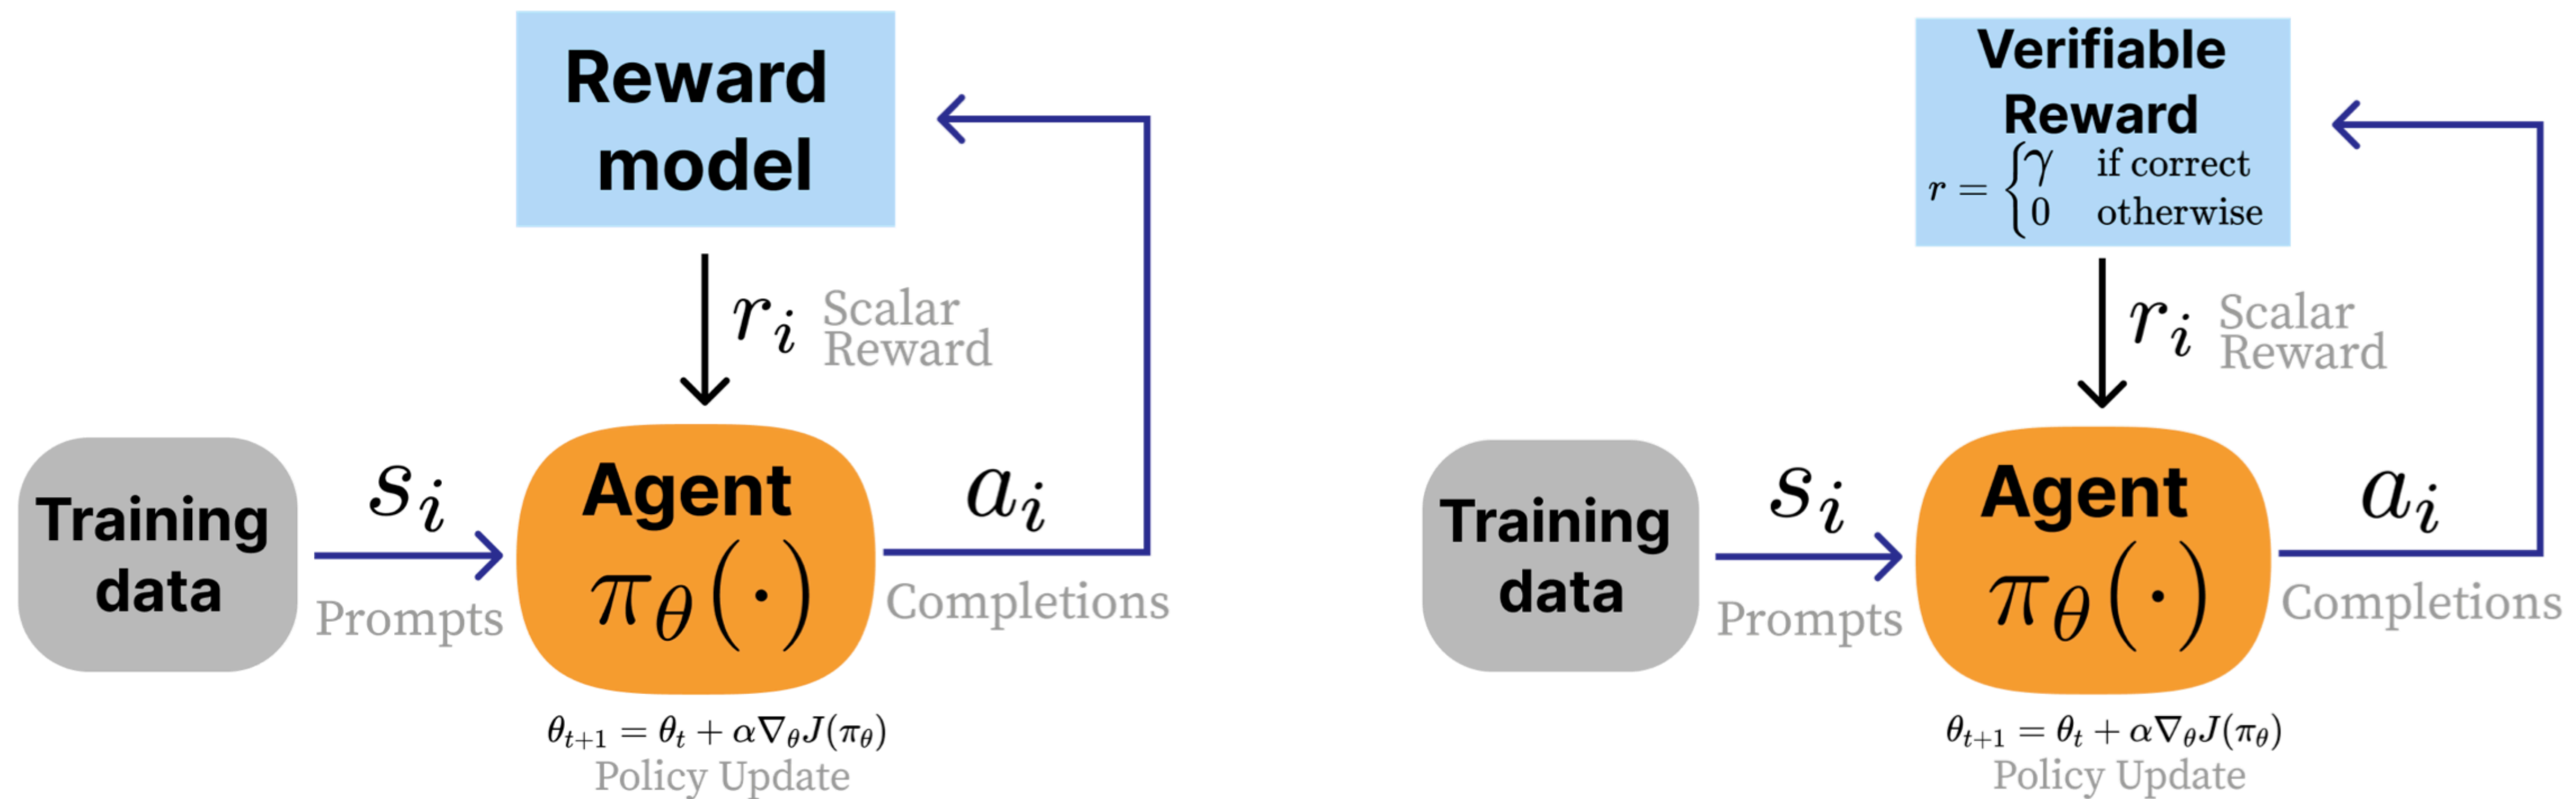 Reward
model
r_i Scalar
Reward
Training
data
s_i
Prompts
Agent
π_θ(·)
a_i
Completions
θ_{t+1} = θ_t + α∇_θJ(π_θ)
Policy Update
Verifiable
Reward
r = { γ if correct
0 otherwise
r_i Scalar
Reward
Training
data
s_i
Prompts
Agent
π_θ(·)
a_i
Completions
θ_{t+1} = θ_t + α∇_θJ(π_θ)
Policy Update